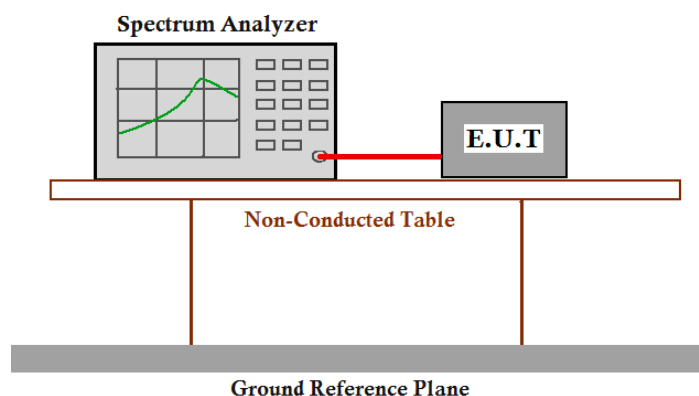 Spectrum Analyzer
E.U.T
Non-Conducted Table
Ground Reference Plane